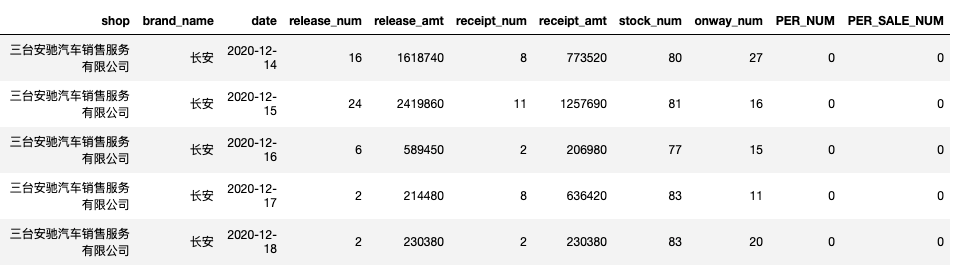 shop brand_name date release_num release_amt receipt_num receipt_amt stock_num onway_num PER_NUM PER_SALE_NUM
三台安驰汽车销售服务
有限公司 长安 2020-12-
14 16 1618740 8 773520 80 27 0 0
三台安驰汽车销售服务
有限公司 长安 2020-12-
15 24 2419860 11 1257690 81 16 0 0
三台安驰汽车销售服务
有限公司 长安 2020-12-
16 6 589450 2 206980 77 15 0 0
三台安驰汽车销售服务
有限公司 长安 2020-12-
17 2 214480 8 636420 83 11 0 0
三台安驰汽车销售服务
有限公司 长安 2020-12-
18 2 230380 2 230380 83 20 0 0